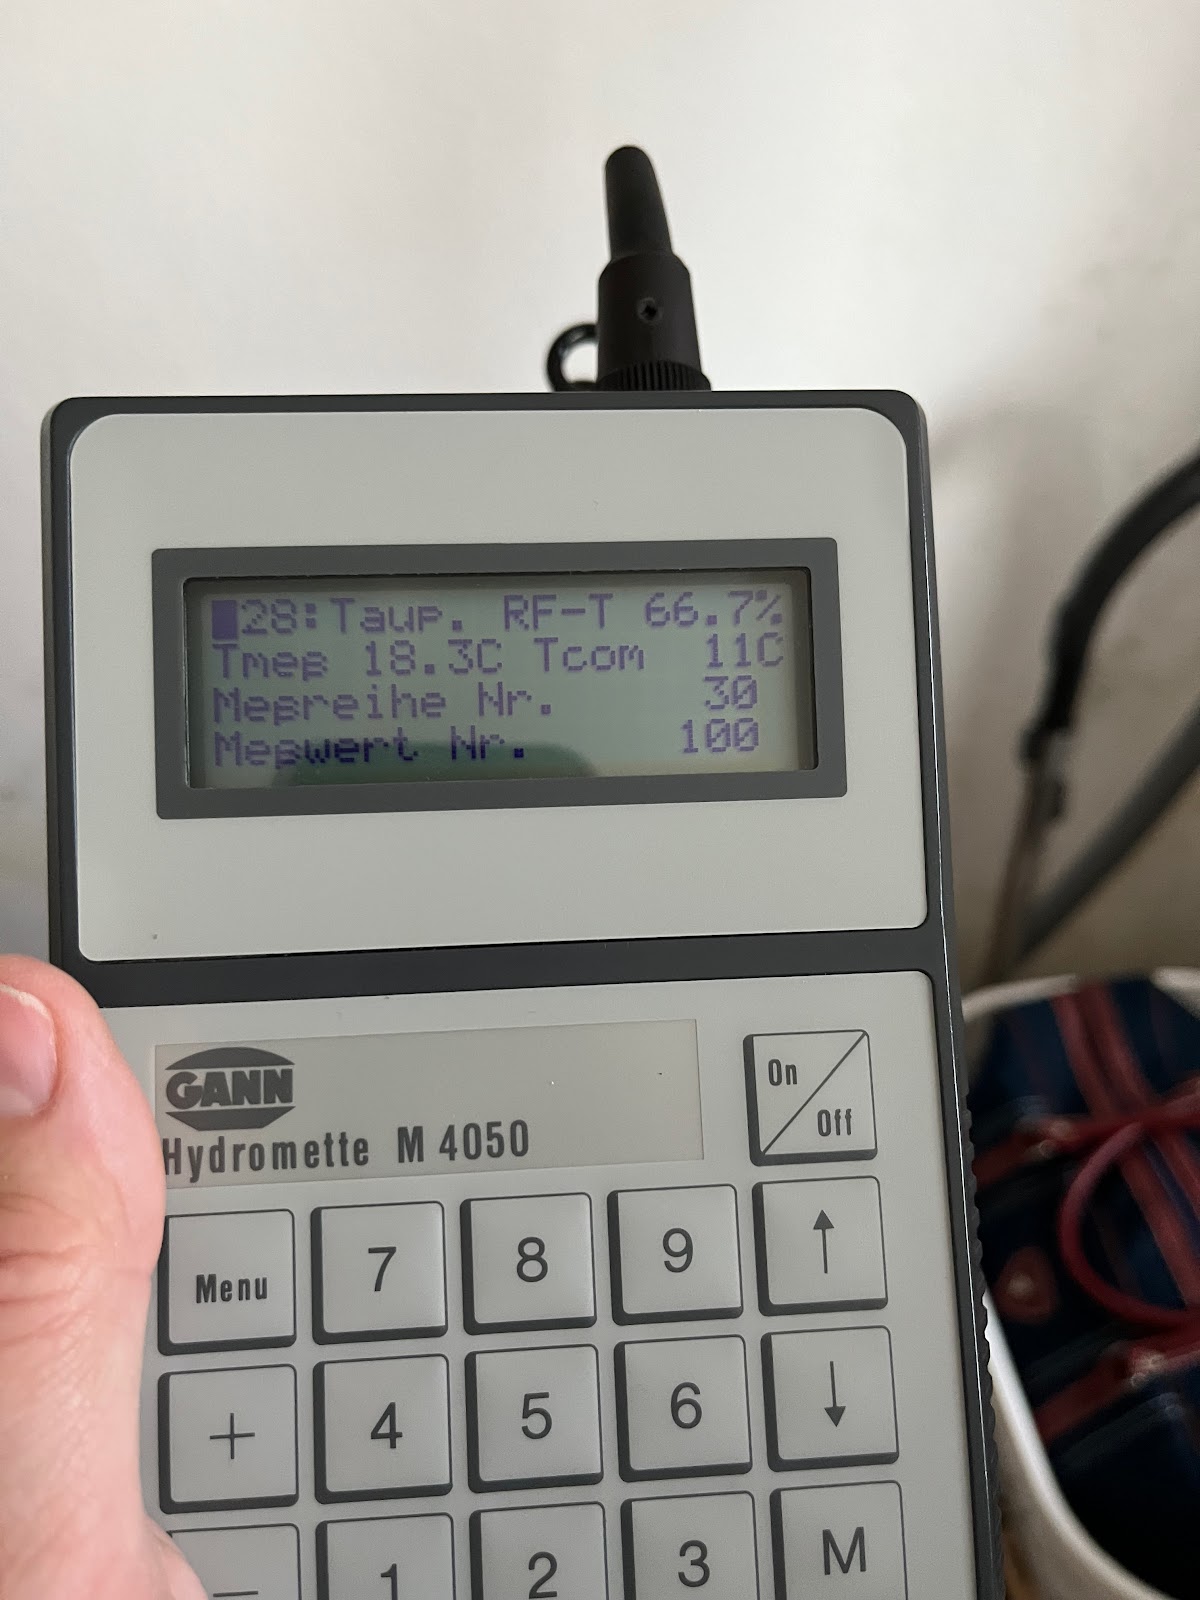 28:Taup. RF-T 66.7%
Tmeß 18.3C Tcom 11C
Meßreihe Nr. 30
Meßwert Nr. 100
GANN
Hydromette M 4050
On
Off
Menu 7 8 9 ↑
+ 4 5 6 ↓
- 1 2 3 M